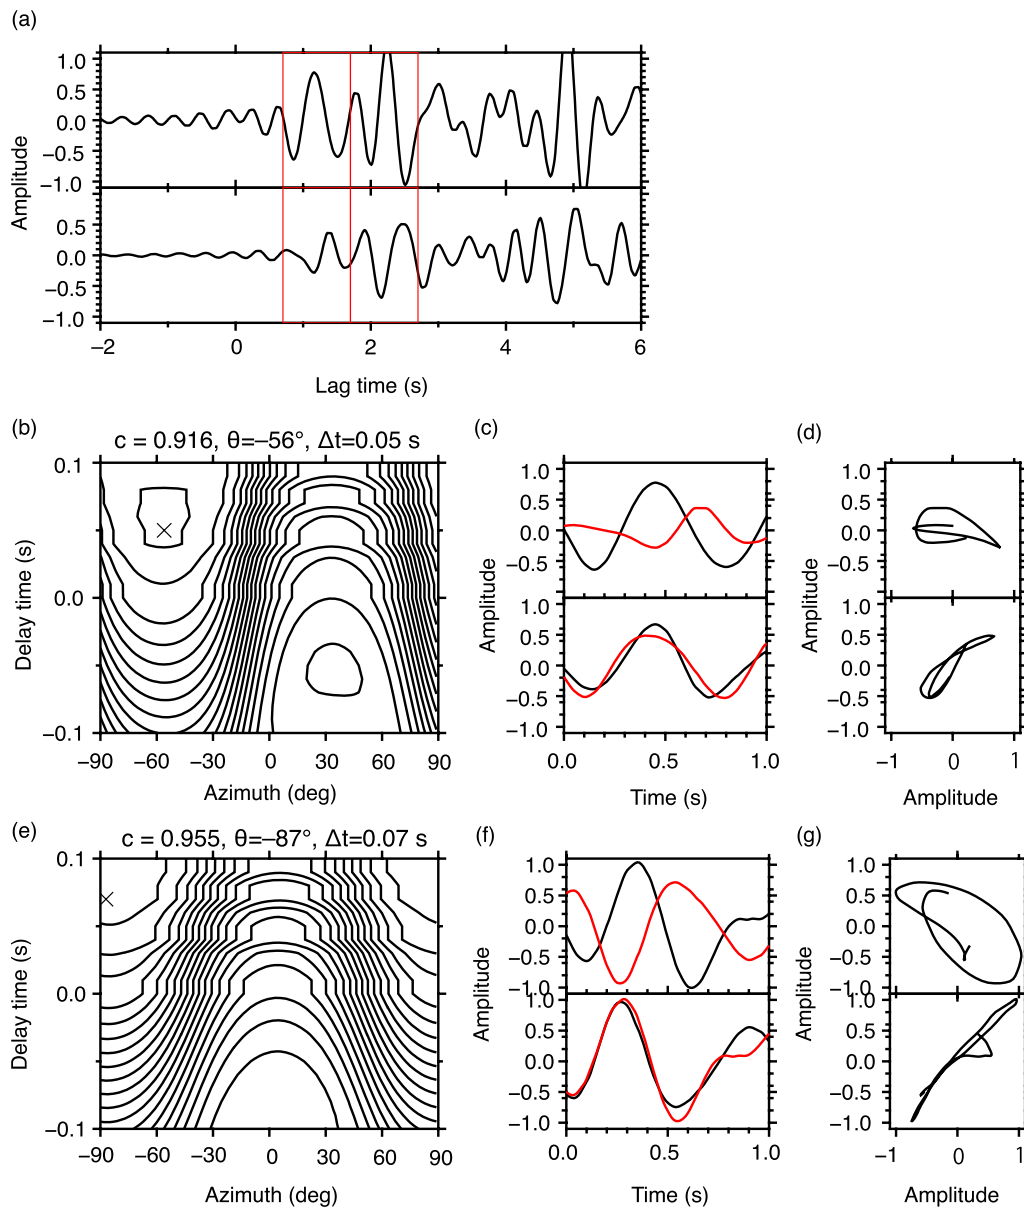 (a)
1.0
0.5
0.0
−0.5
−1.0
0.5
0.0
−0.5
−1.0
Amplitude
−2 0 2 4 6
Lag time (s)
(b)
c = 0.916, θ=−56°, Δt=0.05 s
0.1
0.0
−0.1
Delay time (s)
−90 −60 −30 0 30 60 90
Azimuth (deg)
(c)
1.0
0.5
0.0
−0.5
1.0
0.5
0.0
−0.5
−1.0
Amplitude
0.0 0.5 1.0
Time (s)
(d)
1.0
0.5
0.0
−0.5
1.0
0.5
0.0
−0.5
−1.0
Amplitude
−1 0 1
Amplitude
(e)
c = 0.955, θ=−87°, Δt=0.07 s
0.1
0.0
−0.1
Delay time (s)
−90 −60 −30 0 30 60 90
Azimuth (deg)
(f)
1.0
0.5
0.0
−0.5
−1.0
1.0
0.5
0.0
−0.5
−1.0
Amplitude
0.0 0.5 1.0
Time (s)
(g)
1.0
0.5
0.0
−0.5
−1.0
1.0
0.5
0.0
−0.5
−1.0
Amplitude
−1 0 1
Amplitude